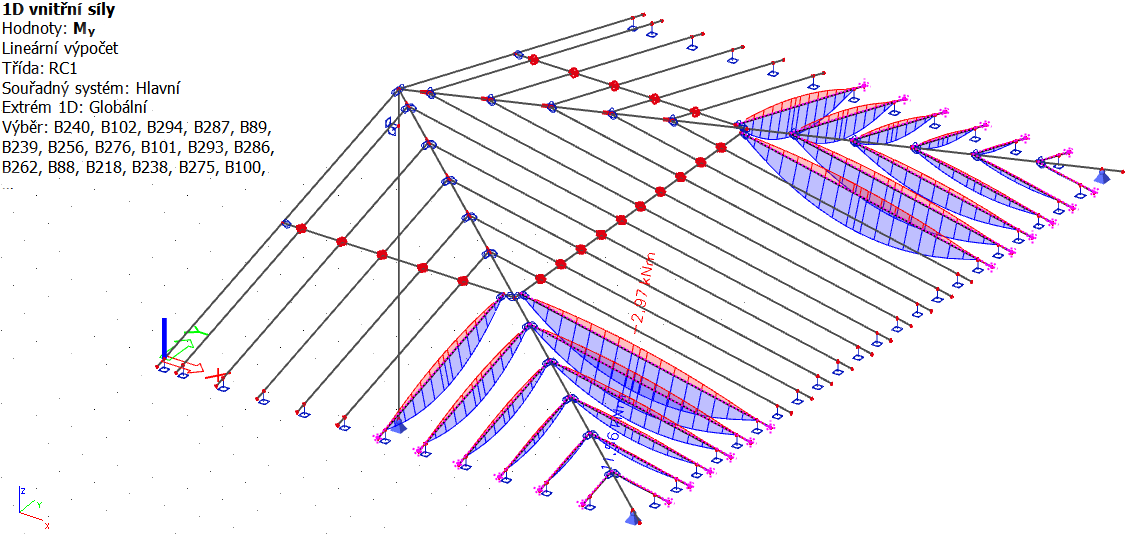 1D vnitřní síly
Hodnoty: My
Lineární výpočet
Třída: RC1
Souřadný systém: Hlavní
Extrém 1D: Globální
Výběr: B240, B102, B294, B287, B89,
B239, B256, B276, B101, B293, B286,
B262, B88, B218, B238, B275, B100,
...
-2.97 kNm
z
y
x